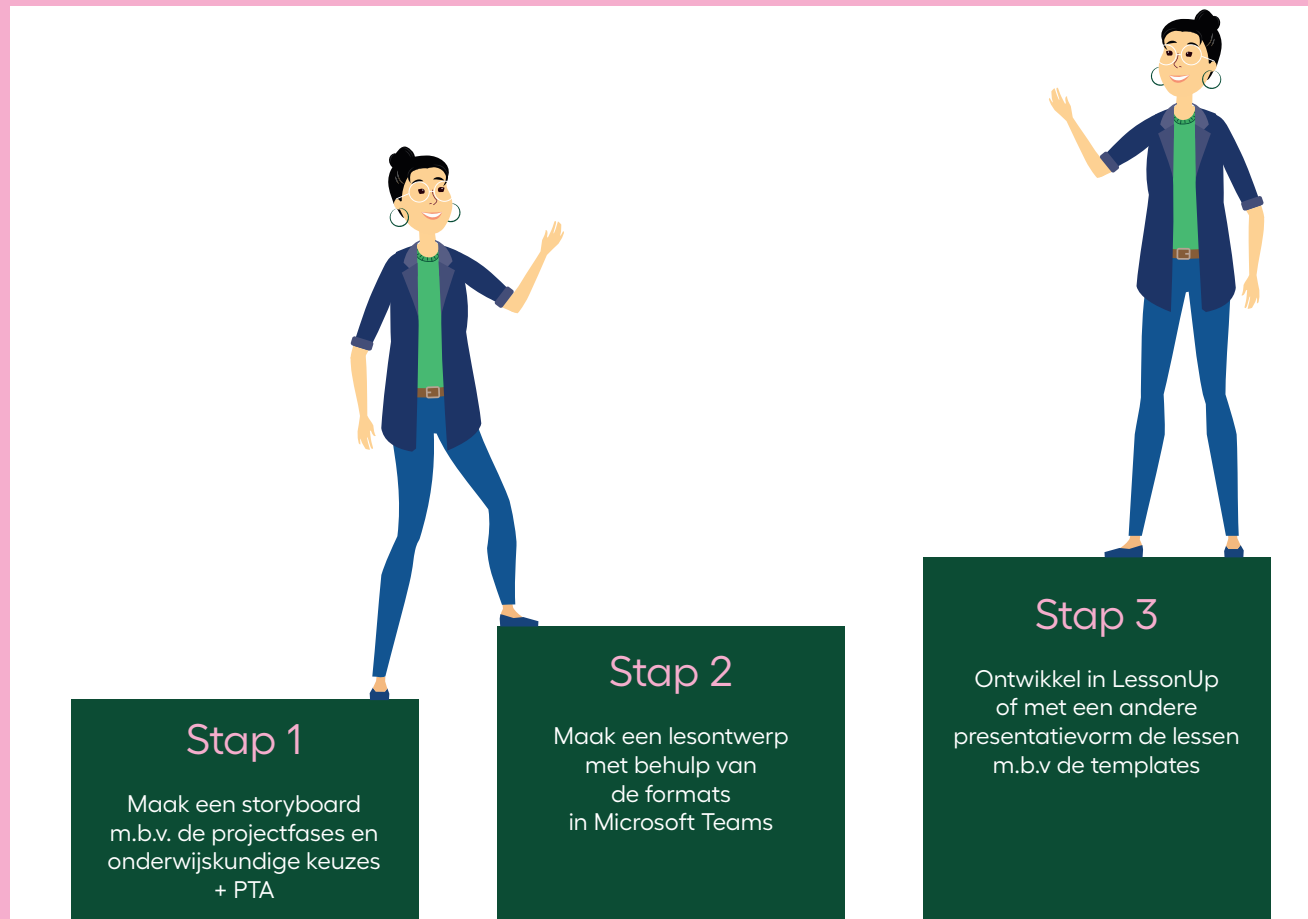 Stap 1
Maak een storyboard
m.b.v. de projectfases en
onderwijskundige keuzes
+ PTA
Stap 2
Maak een lesontwerp
met behulp van
de formats
in Microsoft Teams
Stap 3
Ontwikkel in LessonUp
of met een andere
presentatievorm de lessen
m.b.v de templates